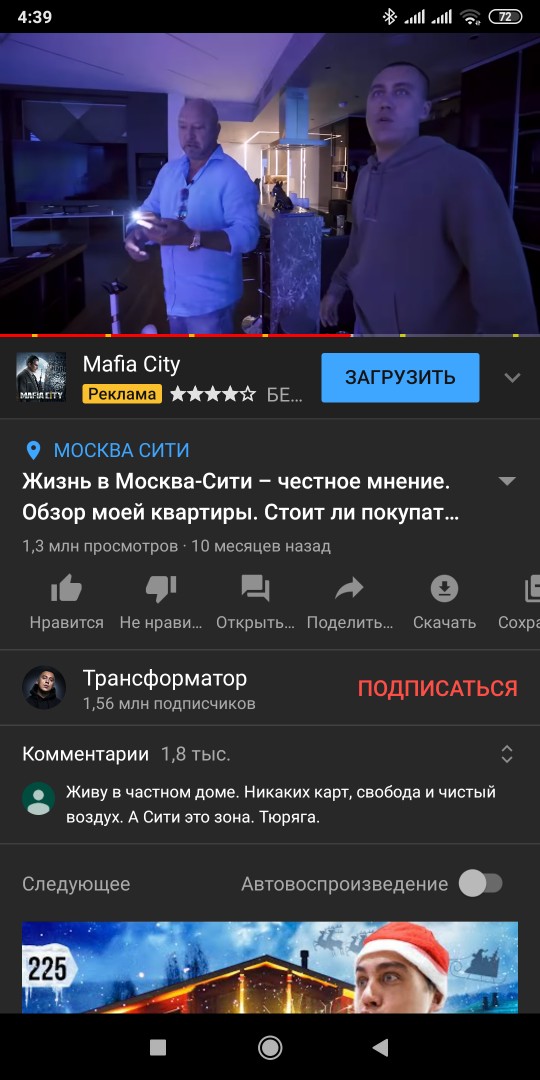 4:39
72
MAFIA CITY
Mafia City
Реклама
БЕ...
ЗАГРУЗИТЬ
МОСКВА СИТИ
Жизнь в Москва-Сити – честное мнение.
Обзор моей квартиры. Стоит ли покупат...
1,3 млн просмотров · 10 месяцев назад
Нравится Не нрави... Открыть... Поделить... Скачать Сохра
Трансформатор
1,56 млн подписчиков
ПОДПИСАТЬСЯ
Комментарии 1,8 тыс.
Живу в частном доме. Никаких карт, свобода и чистый
воздух. А Сити это зона. Тюряга.
Следующее
Автовоспроизведение
225